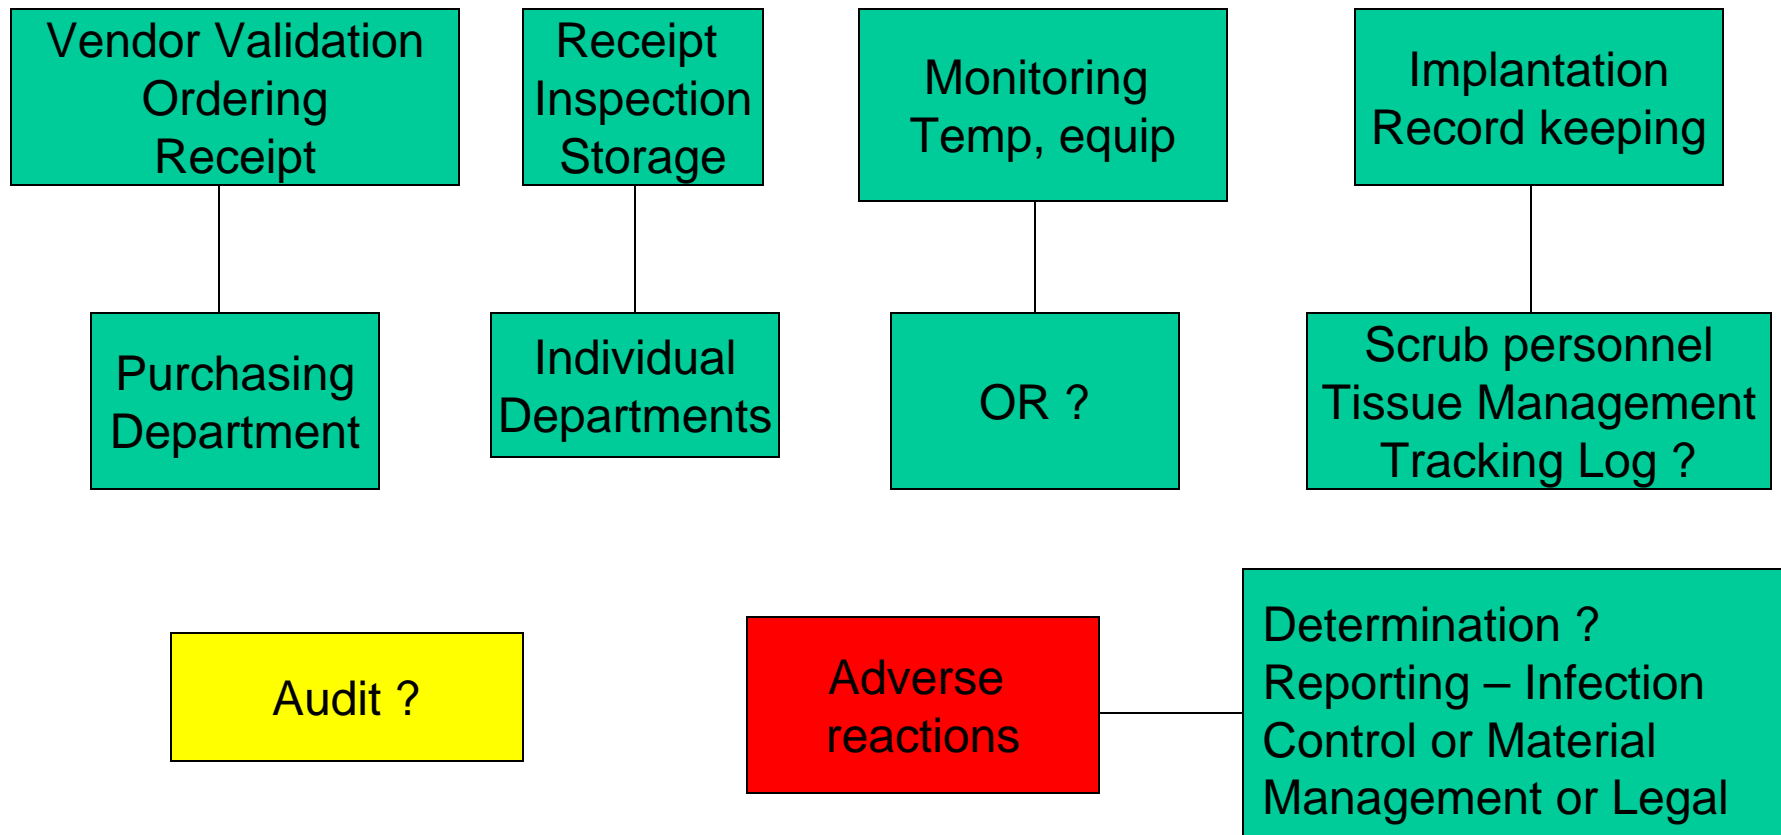 Vendor Validation
Ordering
Receipt
Receipt
Inspection
Storage
Monitoring
Temp, equip
Implantation
Record keeping
Purchasing
Department
Individual
Departments
OR ?
Scrub personnel
Tissue Management
Tracking Log ?
Audit ?
Adverse
reactions
Determination ?
Reporting – Infection
Control or Material
Management or Legal